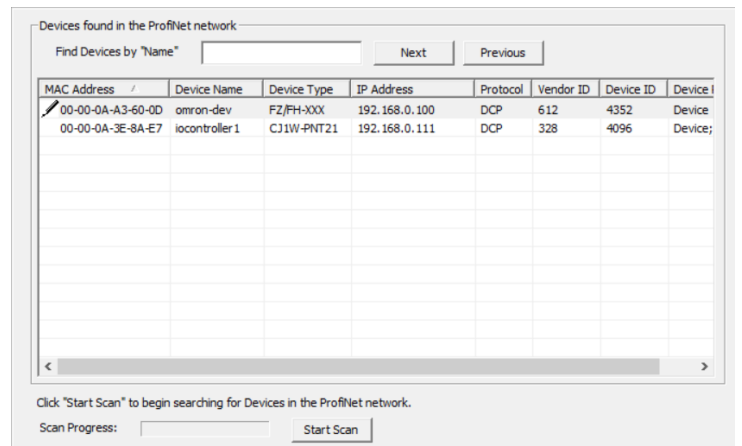 Devices found in the ProfiNet network
Find Devices by "Name" Next Previous
MAC Address / Device Name Device Type IP Address Protocol Vendor ID Device ID Device
00-00-0A-A3-60-0D omron-dev FZ/FH-XXX 192.168.0.100 DCP 612 4352 Device
00-00-0A-3E-8A-E7 iocontroller1 CJ1W-PNT21 192.168.0.111 DCP 328 4096 Device;
Click "Start Scan" to begin searching for Devices in the ProfiNet network.
Scan Progress: Start Scan